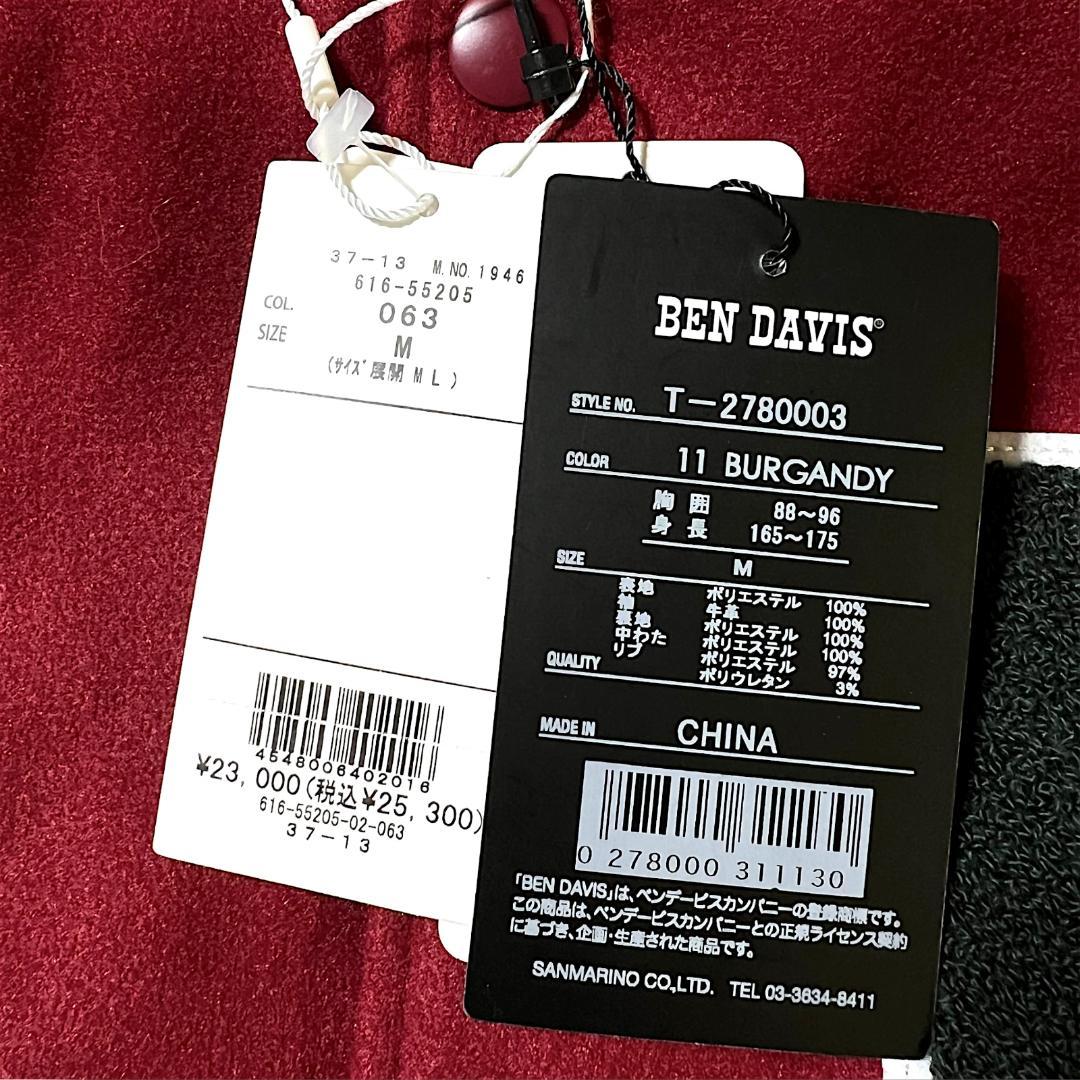 37-13 M.NO.1946
616-55205
COL. 063
SIZE M
(サイズ展開 M L )
4548006402016
¥23,000(税込¥25,300)
616-55205-02-063
37-13
BEN DAVIS®
STYLE NO. T-2780003
COLOR 11 BURGANDY
胸囲 88~96
身長 165~175
SIZE M
表地 ポリエステル 100%
袖 牛革 100%
裏地 ポリエステル 100%
中わた ポリエステル 100%
リブ ポリエステル 97%
ポリウレタン 3%
QUALITY
MADE IN CHINA
0 278000 311130
「BEN DAVIS」は、ベンデービスカンパニーの登録商標です。
この商品は、ベンデービスカンパニーとの正規ライセンス契約
に基づき、企画・生産された商品です。
SANMARINO CO.,LTD. TEL 03-3634-8411